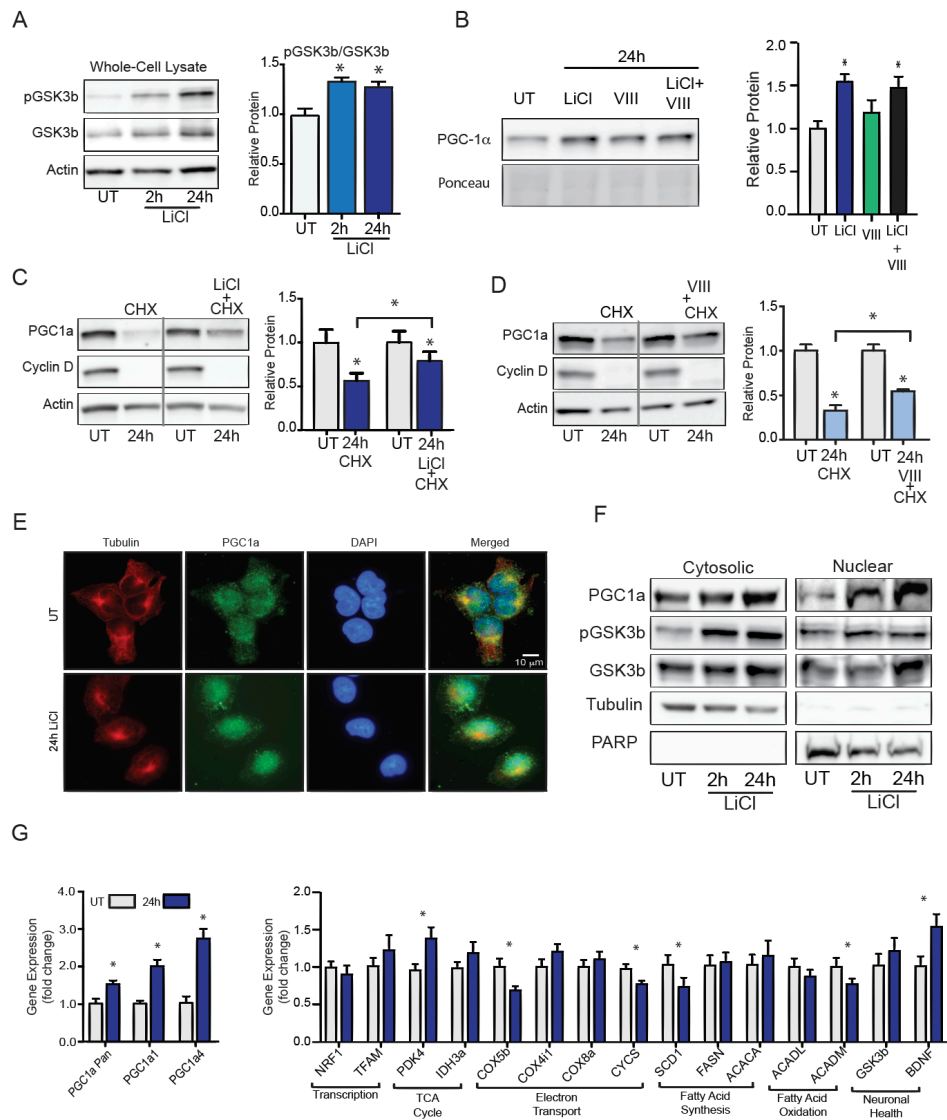 A
Whole-Cell Lysate
pGSK3b
GSK3b
Actin
UT 2h 24h
LiCl
pGSK3b/GSK3b
Relative Protein
1.5
1.0
0.0
* *
UT 2h 24h
LiCl
B
24h
UT LiCl VIII LiCl+
VIII
PGC-1α
Ponceau
Relative Protein
2.0
1.5
1.0
0.0
* *
UT LiCl VIII LiCl
+
VIII
C
CHX LiCl
+
CHX
PGC1a
Cyclin D
Actin
UT 24h UT 24h
Relative Protein
1.5
1.0
0.5
0.0
*
* *
UT 24h UT 24h
CHX LiCl
+
CHX
D
CHX VIII
+
CHX
PGC1a
Cyclin D
Actin
UT 24h UT 24h
Relative Protein
1.5
1.0
0.5
0.0
*
* *
UT 24h UT 24h
CHX VIII
+
CHX
E
Tubulin PGC1a DAPI Merged
UT
10 μm
24h LiCl
F
Cytosolic Nuclear
PGC1a
pGSK3b
GSK3b
Tubulin
PARP
UT 2h 24h UT 2h 24h
LiCl LiCl
G
Gene Expression
(fold change)
4.0
3.0
2.0
1.0
0.0
UT 24h
* * *
PGC1a Pan PGC1a1 PGC1a4
Gene Expression
(fold change)
2.0
1.5
1.0
0.5
0.0
* * * * * *
NRF1 TFAM PDK4 IDH3a COX5b COX4i1 COX8a CYCS SCD1 FASN ACACA ACADL ACADM GSK3b BDNF
Transcription TCA
Cycle
Electron
Transport
Fatty Acid
Synthesis
Fatty Acid
Oxidation
Neuronal
Health